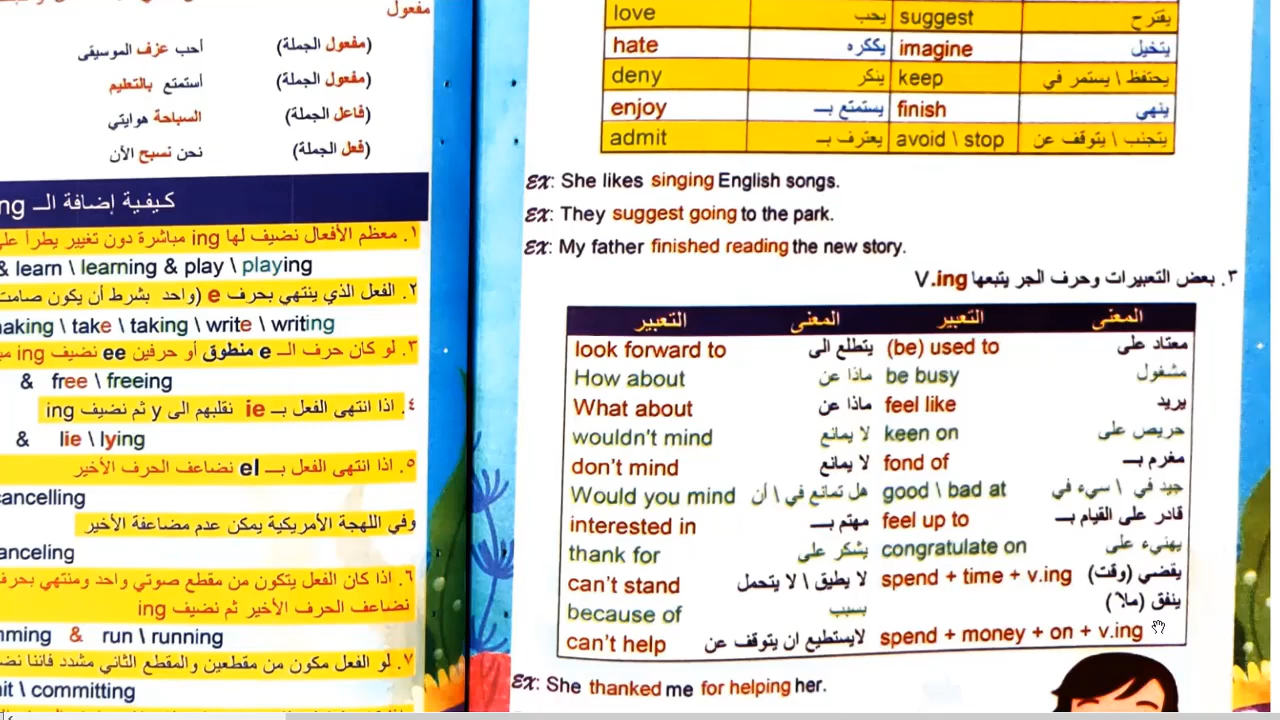 مفعول
أحب عزف الموسيقى (مفعول الجملة)
أستمتع بالتعليم (مفعول الجملة)
السباحة هوايتي (فاعل الجملة)
نحن نسبح الآن (فعل الجملة)
كيفية إضافة الـ ng
١. معظم الأفعال نضيف لها ing مباشرة دون تغيير يطرأ
& learn \ learning & play \ playing
٢. الفعل الذي ينتهي بحرف e (واحد بشرط أن يكون صامت
aking \ take \ taking \ write \ writing
٣. لو كان حرف الـ e منطوق أو حرفين ee نضيف ing
& free \ freeing
٤. اذا انتهى الفعل بـ ie نقلبهم الى y ثم نضيف ing
& lie \ lying
٥. اذا انتهى الفعل بـ el نضاعف الحرف الأخير
cancelling
وفي اللهجة الأمريكية يمكن عدم مضاعفة الأخير
anceling
٦. اذا كان الفعل يتكون من مقطع صوتي واحد ومنتهي بحرف
نضاعف الحرف الأخير ثم نضيف ing
mming & run \ running
٧. لو الفعل مكون من مقطعين والمقطع الثاني مشدد فاننا
it \ committing
love يحب suggest يقترح
hate يككره imagine يتخيل
deny ينكر keep يحتفظ \ يستمر في
enjoy يستمتع بـ finish ينهي
admit يعترف بـ avoid \ stop يتجنب \ يتوقف عن
EX: She likes singing English songs.
EX: They suggest going to the park.
EX: My father finished reading the new story.
٣. بعض التعبيرات وحرف الجر يتبعها V.ing
التعبير المعنى التعبير المعنى
look forward to يتطلع الى (be) used to معتاد على
How about ماذا عن be busy مشغول
What about ماذا عن feel like يريد
wouldn't mind لا يمانع keen on حريص على
don't mind لا يمانع fond of مغرم بـ
Would you mind هل تمانع في \ أن good \ bad at جيد في \ سيء في
interested in مهتم بـ feel up to قادر على القيام بـ
thank for يشكر على congratulate on يهنيء على
can't stand لا يطيق \ لا يتحمل spend + time + v.ing يقضي (وقت)
because of بسبب ينفق (مالا)
can't help لايستطيع ان يتوقف عن spend + money + on + v.ing
EX: She thanked me for helping her.